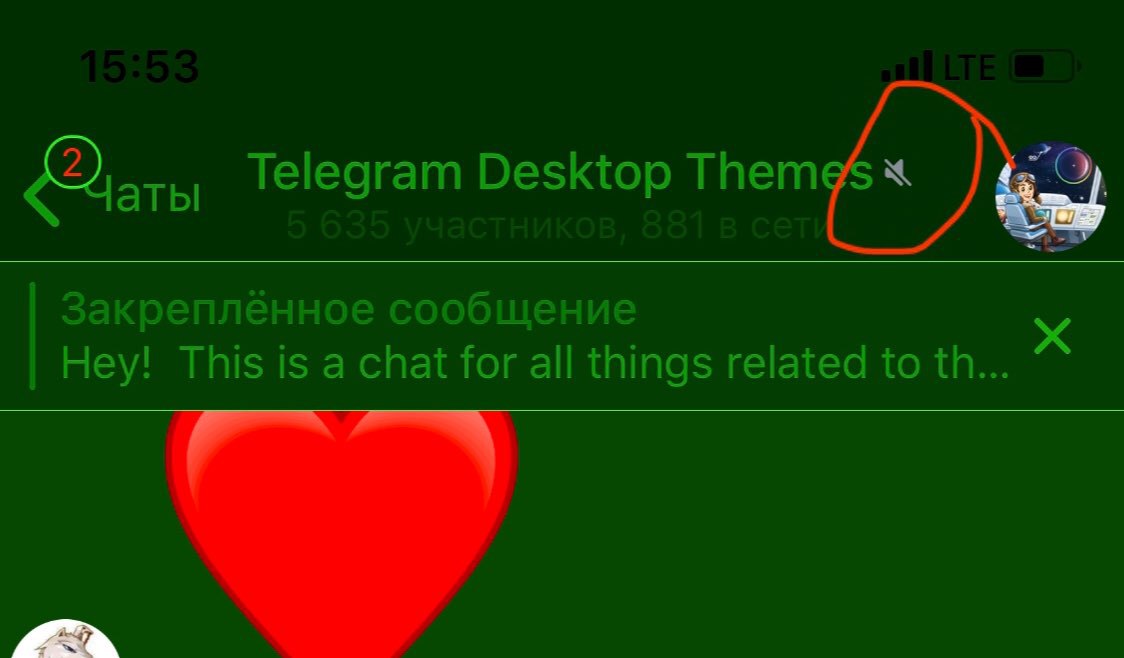 15:53
LTE
2
Чаты
Telegram Desktop Themes
5 635 участников, 881 в сети
Закреплённое сообщение
Hey!  This is a chat for all things related to th...